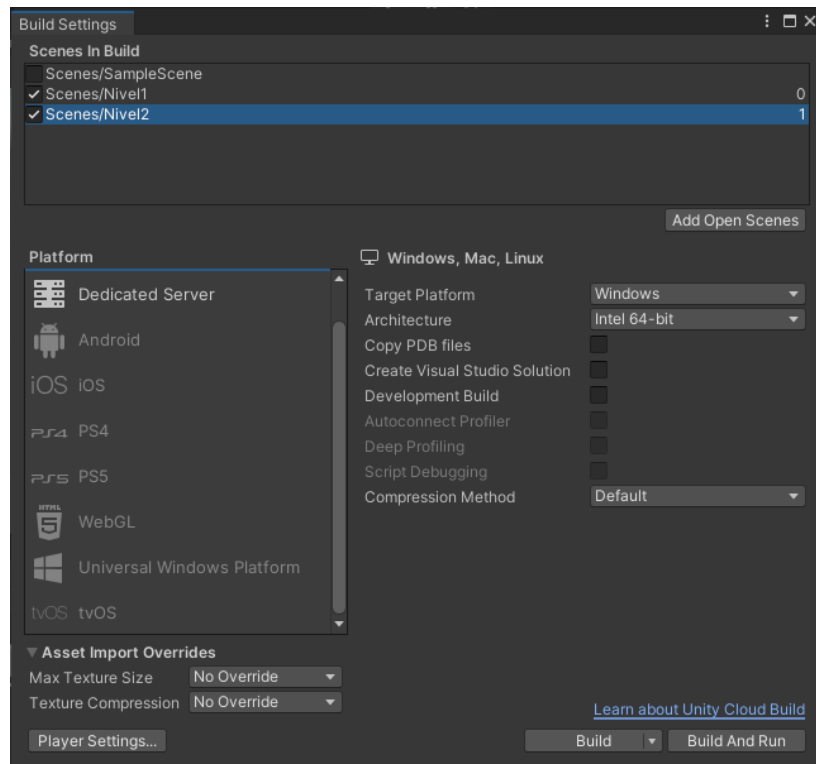 Build Settings
Scenes In Build
Scenes/SampleScene
Scenes/Nivel1 0
Scenes/Nivel2 1
Add Open Scenes
Platform
Dedicated Server
Android
iOS iOS
PS4 PS4
PS5 PS5
HTML 5 WebGL
Universal Windows Platform
tvOS tvOS
Windows, Mac, Linux
Target Platform Windows
Architecture Intel 64-bit
Copy PDB files
Create Visual Studio Solution
Development Build
Autoconnect Profiler
Deep Profiling
Script Debugging
Compression Method Default
Asset Import Overrides
Max Texture Size No Override
Texture Compression No Override
Learn about Unity Cloud Build
Player Settings...
Build
Build And Run